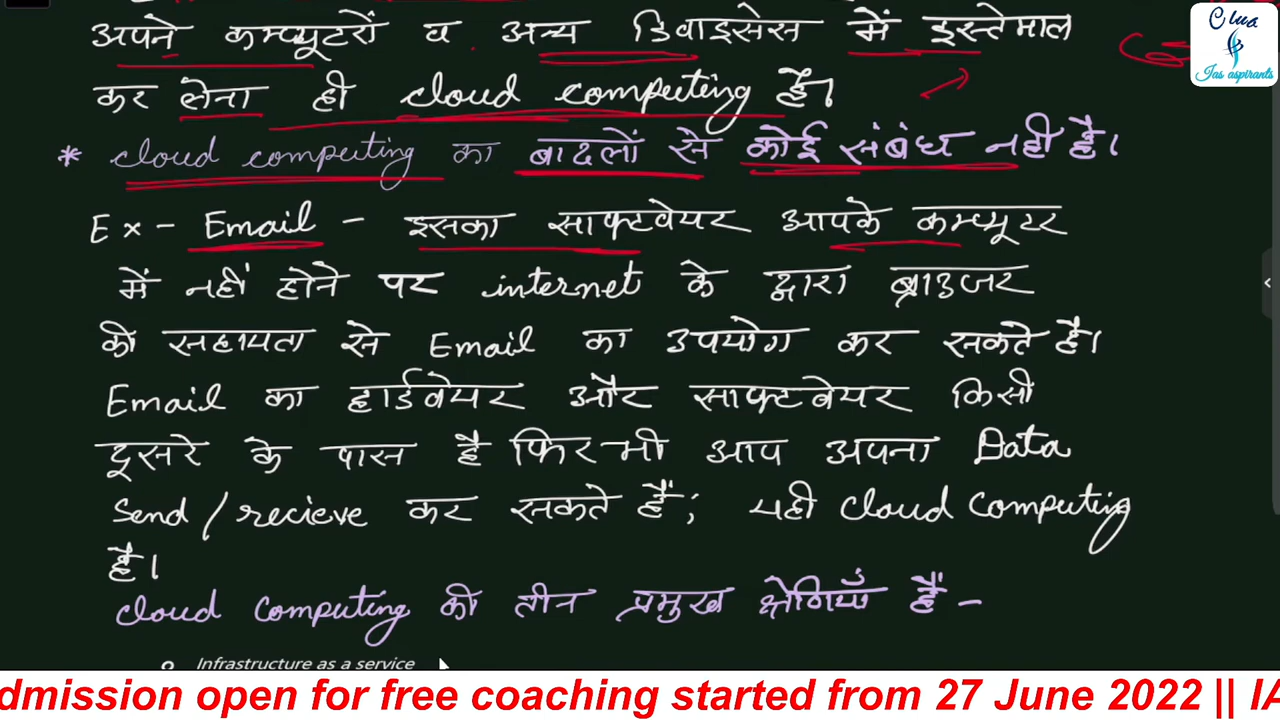 अपने कम्प्यूटरों व अन्य डिवाइसेस में इस्तेमाल
कर लेना ही cloud computing है।
* cloud computing का बादलों से कोई संबंध नही है।
Ex - Email - इसका साफ्टवेयर आपके कम्प्यूटर
में नहीं होने पर internet के द्वारा ब्राउजर
की सहायता से Email का उपयोग कर सकते है।
Email का हार्डवेयर और साफ्टवेयर किसी
दूसरे के पास है फिर भी आप अपना Data
Send/recieve कर सकते हैं; यही Cloud Computing
है।
Cloud Computing की तीन प्रमुख श्रेणियाँ हैं -
Infrastructure as a service
dmission open for free coaching started from 27 June 2022 || IA
Ias aspirants